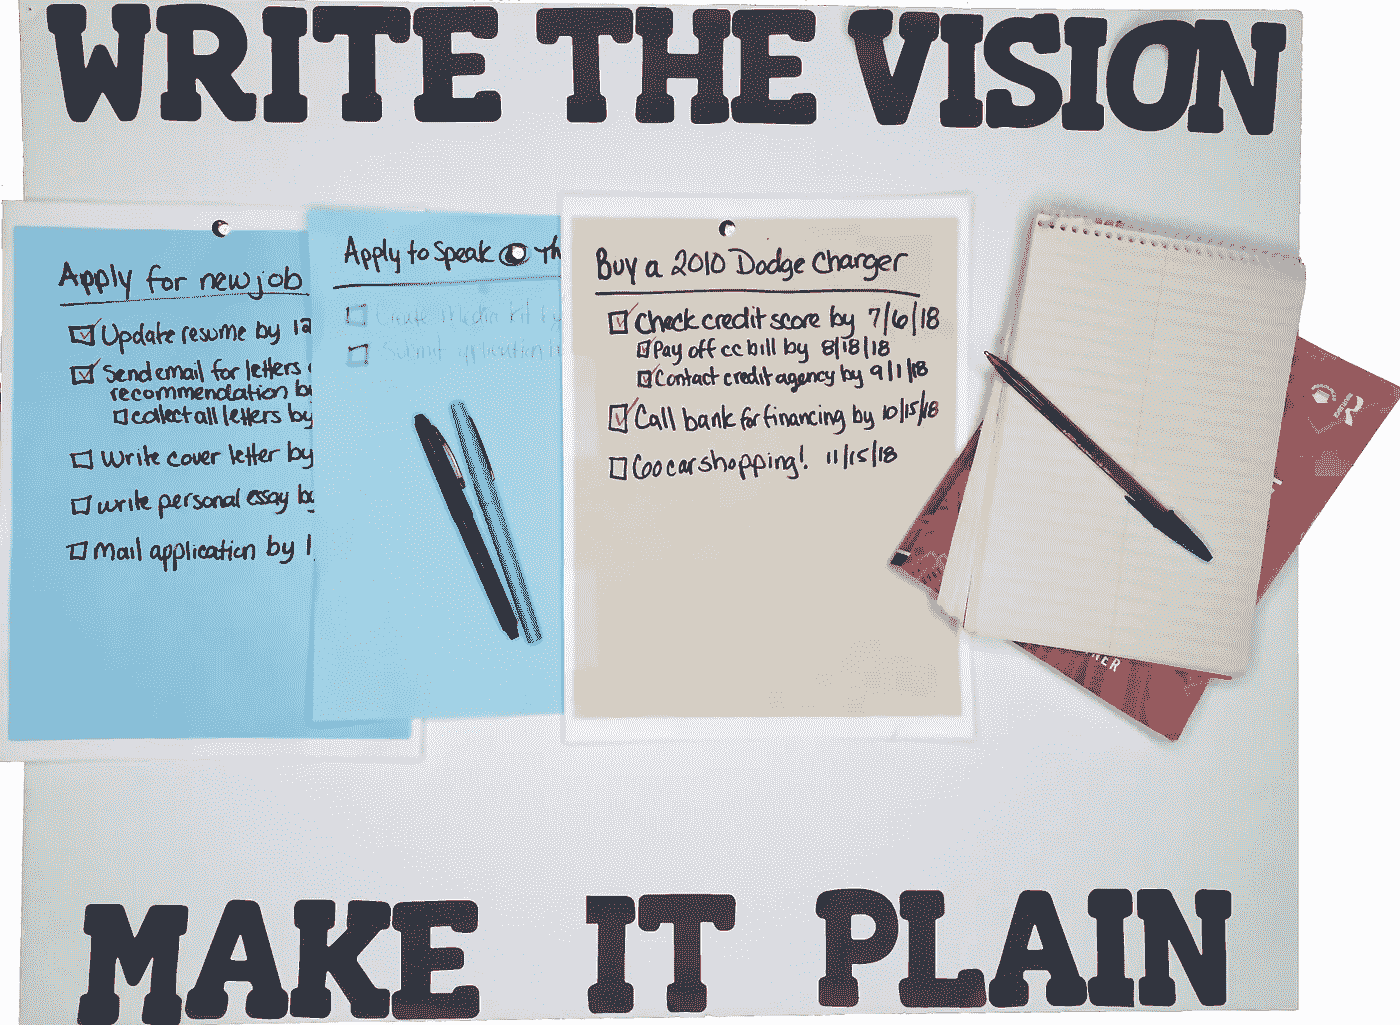 WRITE THE VISION
Apply for new job
Update resume by 12
Send email for letters
recommendation by
collect all letters by
Write cover letter by
write personal essay by
Mail application by 1
Apply to Speak @ Th
Create Media kit by
Submit application
Buy a 2010 Dodge Charger
Check credit score by 7/6/18
Pay off cc bill by 8/18/18
Contact credit agency by 9/1/18
Call bank for financing by 10/15/18
Go car shopping! 11/15/18
NER
MAKE IT PLAIN